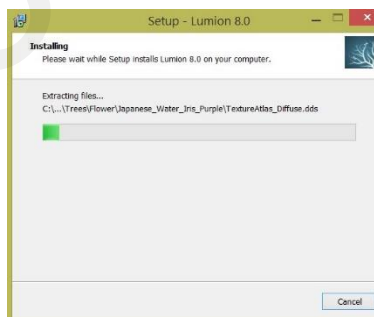 Setup - Lumion 8.0
Installing
Please wait while Setup installs Lumion 8.0 on your computer.
Extracting files...
C:\...\Trees\Flower\Japanese_Water_Iris_Purple\TextureAtlas_Diffuse.dds
Cancel